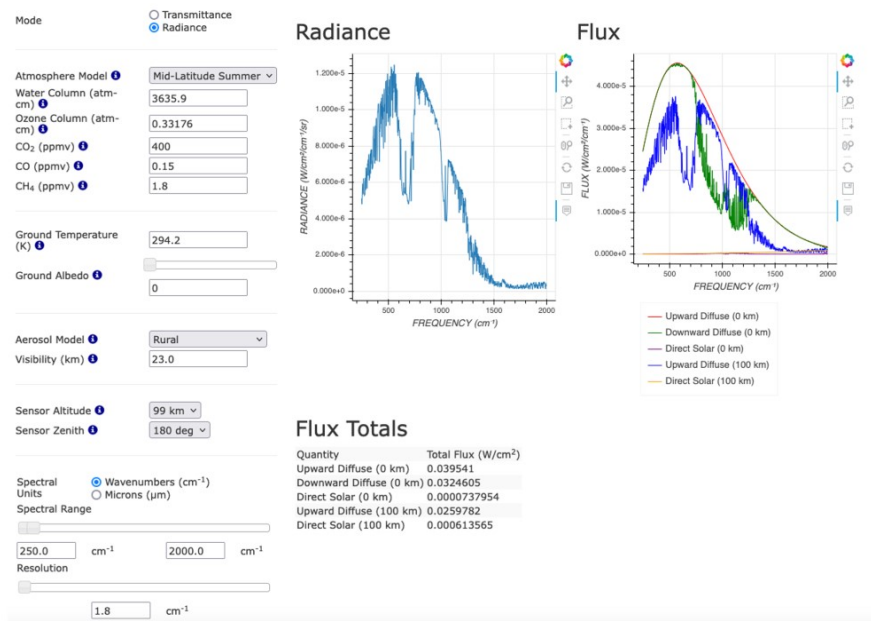 Mode
Transmittance
Radiance
Atmosphere Model
Mid-Latitude Summer
Water Column (atm-
cm)
3635.9
Ozone Column (atm-
cm)
0.33176
CO₂ (ppmv)
400
CO (ppmv)
0.15
CH₄ (ppmv)
1.8
Ground Temperature
(K)
294.2
Ground Albedo
0
Aerosol Model
Rural
Visibility (km)
23.0
Sensor Altitude
99 km
Sensor Zenith
180 deg
Spectral
Units
Wavenumbers (cm⁻¹)
Microns (μm)
Spectral Range
250.0
cm⁻¹
2000.0
cm⁻¹
Resolution
1.8
cm⁻¹
Radiance
RADIANCE (W/cm²/cm⁻¹/sr)
1.200e-5
1.000e-5
8.000e-6
6.000e-6
4.000e-6
2.000e-6
0.000e+0
500
1000
1500
2000
FREQUENCY (cm⁻¹)
Flux
FLUX (W/cm²/cm⁻¹)
4.000e-5
3.000e-5
2.000e-5
1.000e-5
0.000e+0
500
1000
1500
2000
FREQUENCY (cm⁻¹)
Upward Diffuse (0 km)
Downward Diffuse (0 km)
Direct Solar (0 km)
Upward Diffuse (100 km)
Direct Solar (100 km)
Flux Totals
Quantity Total Flux (W/cm²)
Upward Diffuse (0 km) 0.039541
Downward Diffuse (0 km) 0.0324605
Direct Solar (0 km) 0.0000737954
Upward Diffuse (100 km) 0.0259782
Direct Solar (100 km) 0.000613565